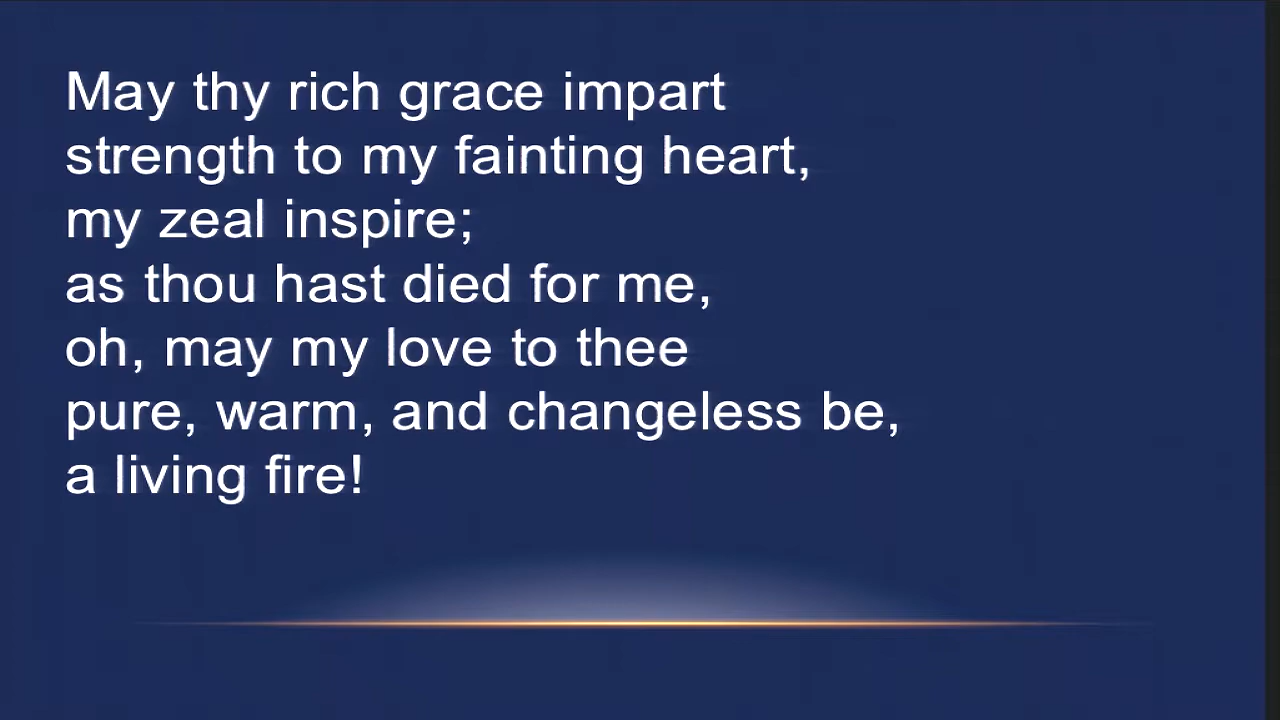 May thy rich grace impart
strength to my fainting heart,
my zeal inspire;
as thou hast died for me,
oh, may my love to thee
pure, warm, and changeless be,
a living fire!